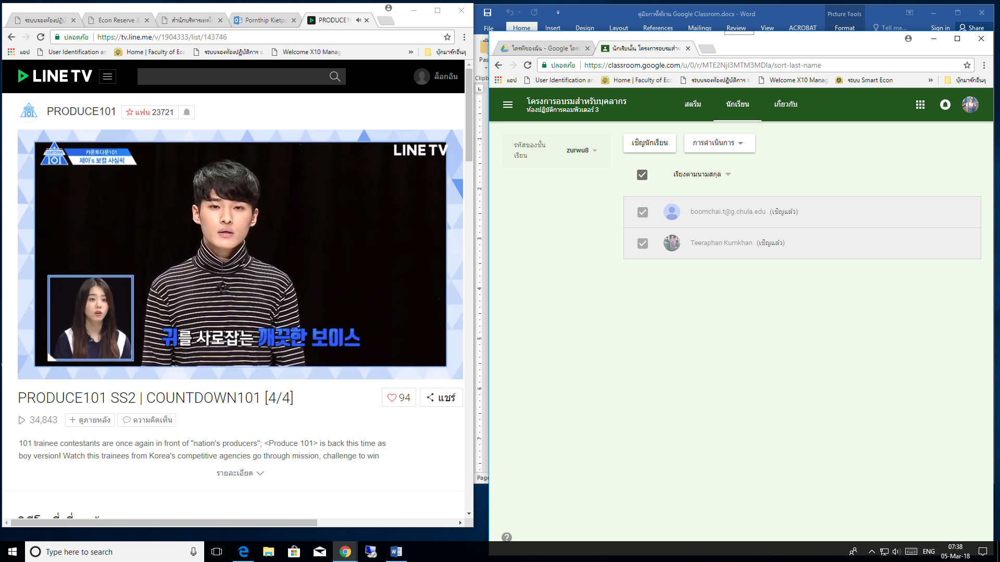 ระบบจองห้องปฏิบั
Econ Reserve
สำนักบริหารเทคโ
Pornthip Kietp
PRODUCE10
ปลอดภัย
https://tv.line.me/v/1904333/list/143746
แอป
User Identification an
Home | Faculty of Ec
ระบบจองห้องปฏิบัติการ
Welcome X10 Manag
»
บุ๊กมาร์กอื่นๆ
LINE TV
ล็อกอิน
PRODUCE101
แฟน 23721
LINE TV
COUNTDOWN
101
카운트다운101
제아's 보컬 사심픽
귀를 사로잡는 깨끗한 보이스
PRODUCE101 SS2 | COUNTDOWN101 [4/4]
94
แชร์
34,843
+ ดูภายหลัง
ความคิดเห็น
101 trainee contestants are once again in front of "nation's producers"; <Produce 101> is back this time as
boy version! Watch this trainees from Korea's competitive agencies go through mission, challenge to win
รายละเอียด
คู่มือการใช้งาน Google Classrom.docx - Word
Picture Tools
File
Home
Insert
Design
Layout
References
Mailings
Review
View
ACROBAT
Format
Tell me...
Sign in
Share
Pas
Clipb
Page
ไดรฟ์ของฉัน - Google ไดรฟ์
นักเรียนใน โครงการอบรมสำห
ปลอดภัย
https://classroom.google.com/u/0/r/MTE2NjI3MTM3MDla/sort-last-name
แอป
User Identification an
Home | Faculty of Ec
ระบบจองห้องปฏิบัติการ
Welcome X10 Manag
ระบบ Smart Econ
»
บุ๊กมาร์กอื่นๆ
โครงการอบรมสำหรับบุคลากร
ห้องปฏิบัติการคอมพิวเตอร์ 3
สตรีม
นักเรียน
เกี่ยวกับ
รหัสของชั้น
เรียน
zurwu8
เชิญนักเรียน
การดำเนินการ
เรียงตามนามสกุล
boomchai.t@g.chula.edu (เชิญแล้ว)
Teeraphan Kumkhan (เชิญแล้ว)
Type here to search
ENG
07:38
05-Mar-18